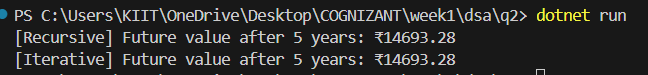 PS C:\Users\KIIT\OneDrive\Desktop\COGNIZANT\week1\dsa\q2> dotnet run
[Recursive] Future value after 5 years: ₹14693.28
[Iterative] Future value after 5 years: ₹14693.28